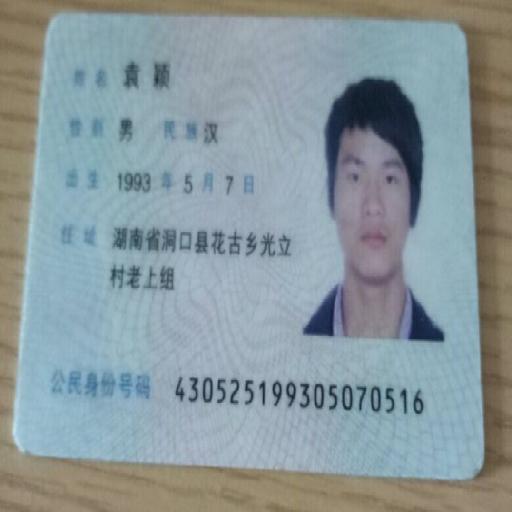 姓名 袁颖
性别 男 民族 汉
出生 1993 年 5 月 7 日
住址 湖南省洞口县花古乡光立
村老上组
公民身份号码 430525199305070516